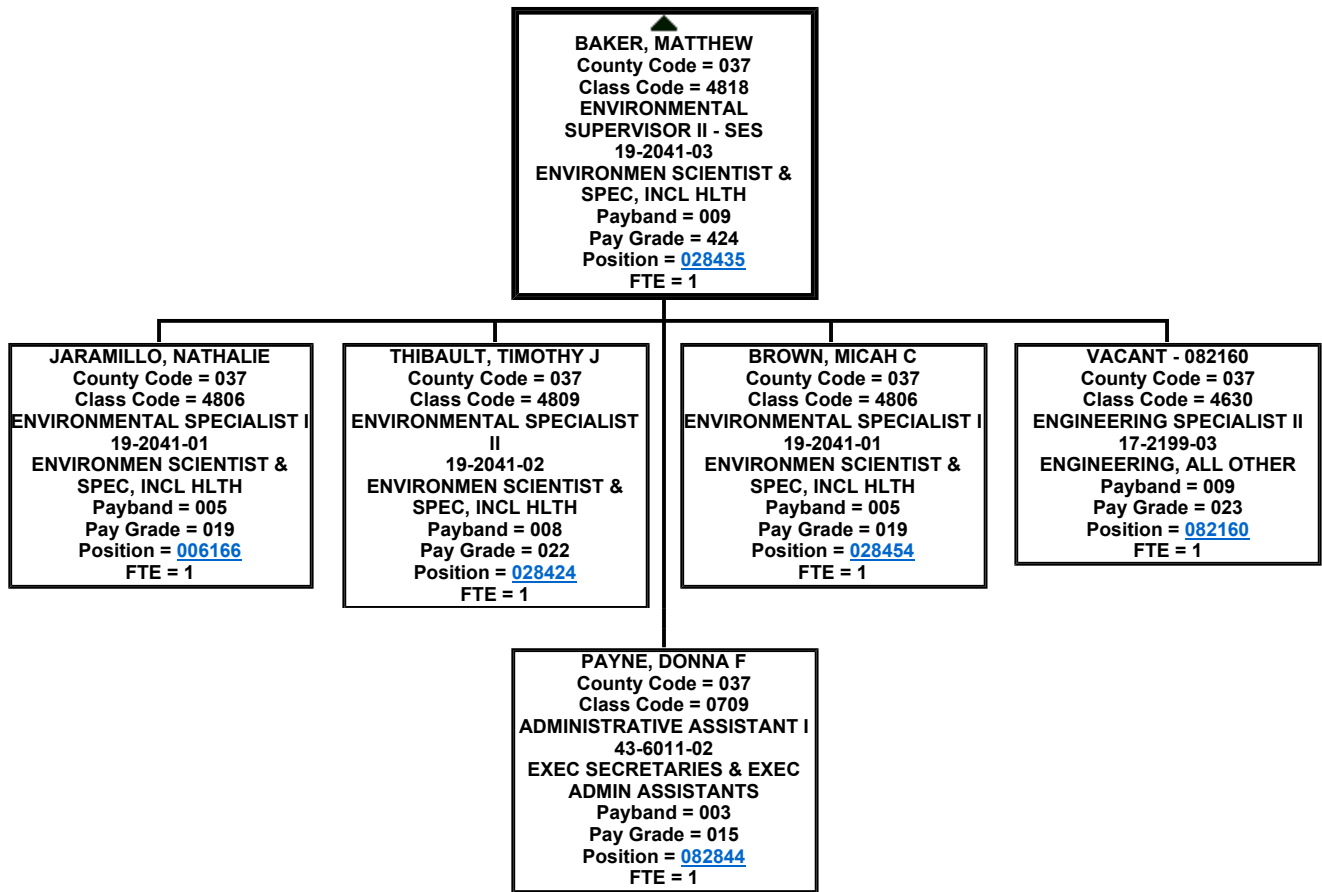 BAKER, MATTHEW
County Code = 037
Class Code = 4818
ENVIRONMENTAL
SUPERVISOR II - SES
19-2041-03
ENVIRONMEN SCIENTIST &
SPEC, INCL HLTH
Payband = 009
Pay Grade = 424
Position = 028435
FTE = 1
JARAMILLO, NATHALIE
County Code = 037
Class Code = 4806
ENVIRONMENTAL SPECIALIST I
19-2041-01
ENVIRONMEN SCIENTIST &
SPEC, INCL HLTH
Payband = 005
Pay Grade = 019
Position = 006166
FTE = 1
THIBAULT, TIMOTHY J
County Code = 037
Class Code = 4809
ENVIRONMENTAL SPECIALIST
II
19-2041-02
ENVIRONMEN SCIENTIST &
SPEC, INCL HLTH
Payband = 008
Pay Grade = 022
Position = 028424
FTE = 1
BROWN, MICAH C
County Code = 037
Class Code = 4806
ENVIRONMENTAL SPECIALIST I
19-2041-01
ENVIRONMEN SCIENTIST &
SPEC, INCL HLTH
Payband = 005
Pay Grade = 019
Position = 028454
FTE = 1
VACANT - 082160
County Code = 037
Class Code = 4630
ENGINEERING SPECIALIST II
17-2199-03
ENGINEERING, ALL OTHER
Payband = 009
Pay Grade = 023
Position = 082160
FTE = 1
PAYNE, DONNA F
County Code = 037
Class Code = 0709
ADMINISTRATIVE ASSISTANT I
43-6011-02
EXEC SECRETARIES & EXEC
ADMIN ASSISTANTS
Payband = 003
Pay Grade = 015
Position = 082844
FTE = 1